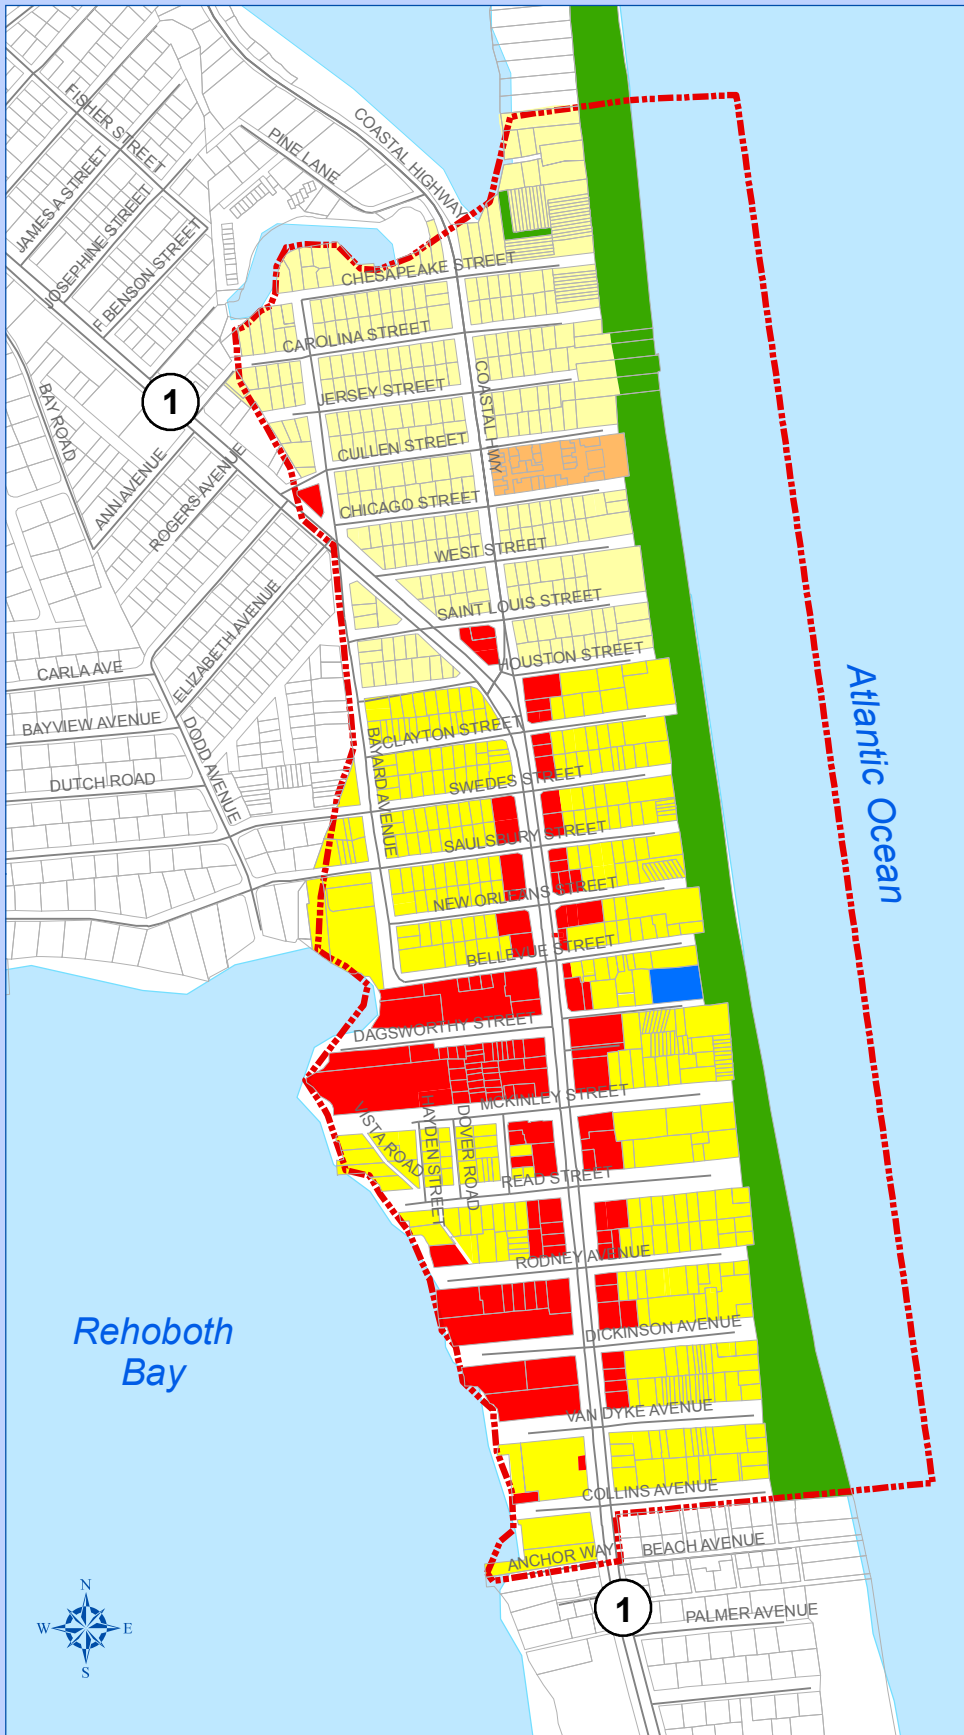 FISHER STREET
COASTAL HIGHWAY
PINE LANE
JAMES A STREET
JOSEPHINE STREET
F BENSON STREET
CHESAPEAKE STREET
CAROLINA STREET
JERSEY STREET
COASTAL HWY
BAY ROAD
1
CULLEN STREET
ANN AVENUE
ROGERS AVENUE
CHICAGO STREET
WEST STREET
SAINT LOUIS STREET
ELIZABETH AVENUE
HOUSTON STREET
CARLA AVE
BAYVIEW AVENUE
DODD AVENUE
CLAYTON STREET
BAYARD AVENUE
Atlantic Ocean
DUTCH ROAD
SWEDES STREET
SAULSBURY STREET
NEW ORLEANS STREET
BELLEVUE STREET
DAGSWORTHY STREET
MCKINLEY STREET
VISTA ROAD
HAYDEN STREET
DOVER ROAD
READ STREET
RODNEY AVENUE
Rehoboth
Bay
DICKINSON AVENUE
VAN DYKE AVENUE
COLLINS AVENUE
ANCHOR WAY
BEACH AVENUE
1
PALMER AVENUE
N
W E
S